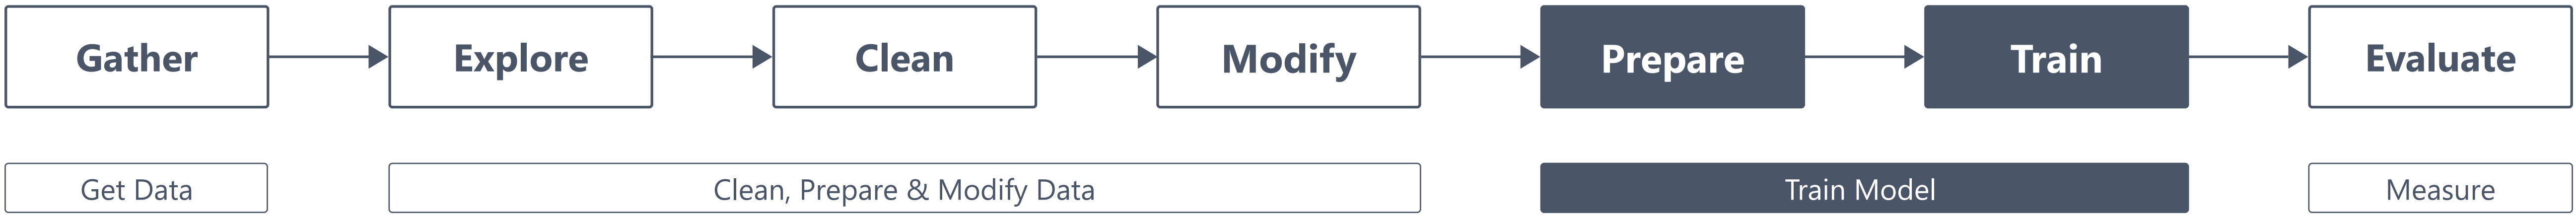 Gather
Explore
Clean
Modify
Prepare
Train
Evaluate
Get Data
Clean, Prepare & Modify Data
Train Model
Measure